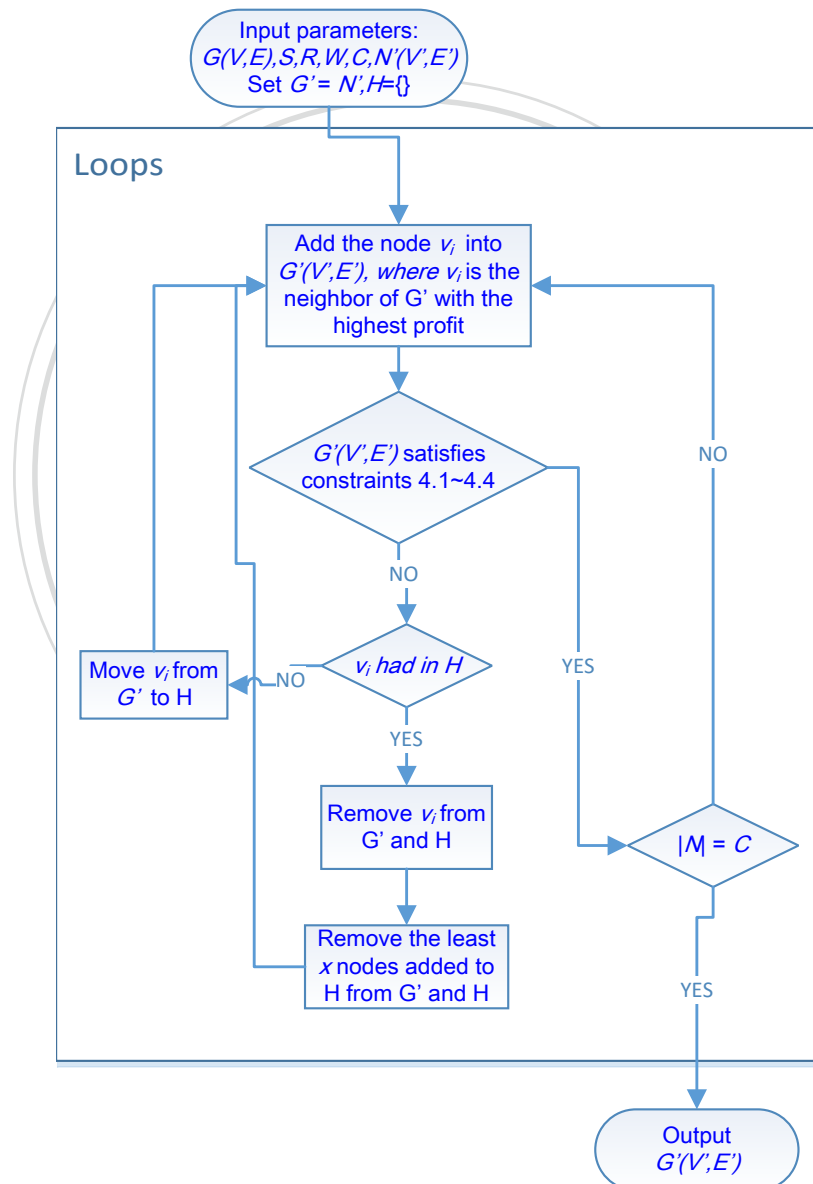 Input parameters:
G(V,E),S,R,W,C,N'(V',E')
Set G' = N',H={}
Loops
Add the node vᵢ into
G'(V',E'), where vᵢ is the
neighbor of G' with the
highest profit
G'(V',E') satisfies
constraints 4.1~4.4
NO
NO
vᵢ had in H
Move vᵢ from
G' to H
NO
YES
YES
Remove vᵢ from
G' and H
|N| = C
Remove the least
x nodes added to
H from G' and H
YES
Output
G'(V',E')